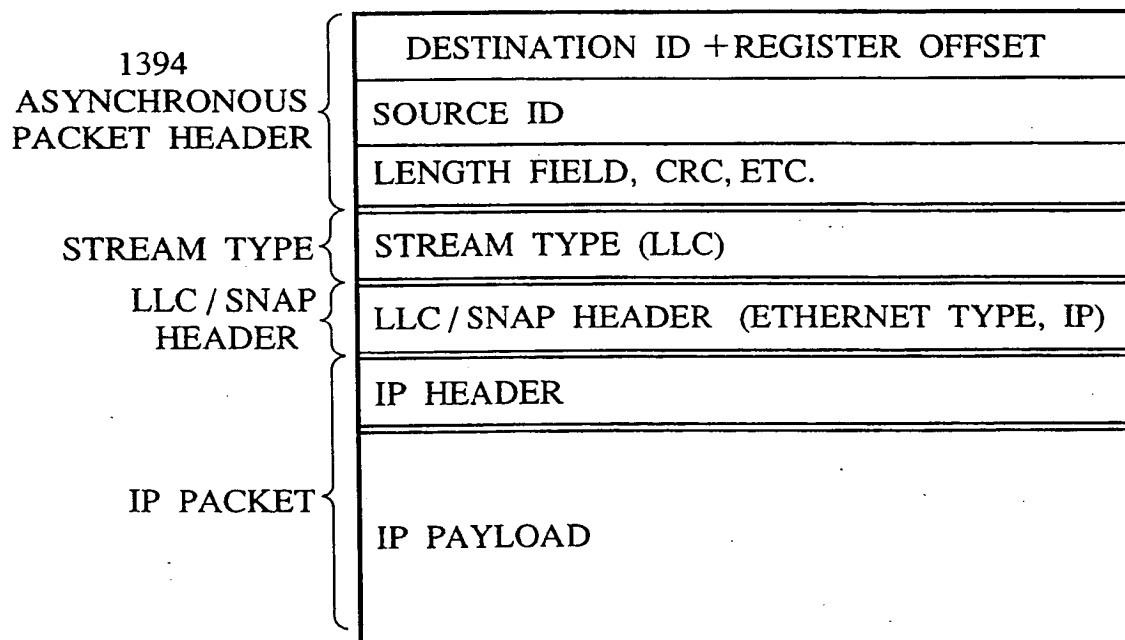 1394
ASYNCHRONOUS
PACKET HEADER
DESTINATION ID +REGISTER OFFSET
SOURCE ID
LENGTH FIELD, CRC, ETC.
STREAM TYPE
STREAM TYPE (LLC)
LLC / SNAP
HEADER
LLC / SNAP HEADER (ETHERNET TYPE, IP)
IP PACKET
IP HEADER
IP PAYLOAD